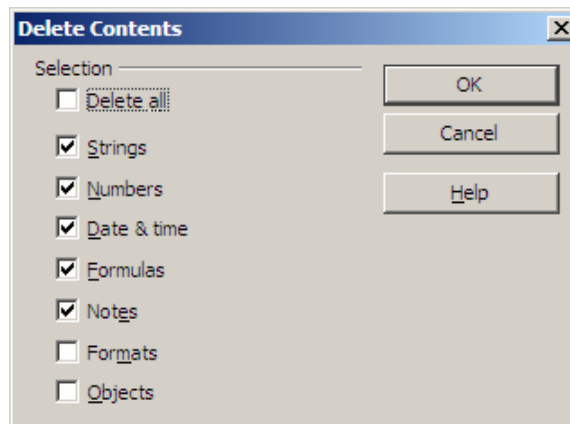 Delete Contents
Selection
Delete all
Strings
Numbers
Date & time
Formulas
Notes
Formats
Objects
OK
Cancel
Help